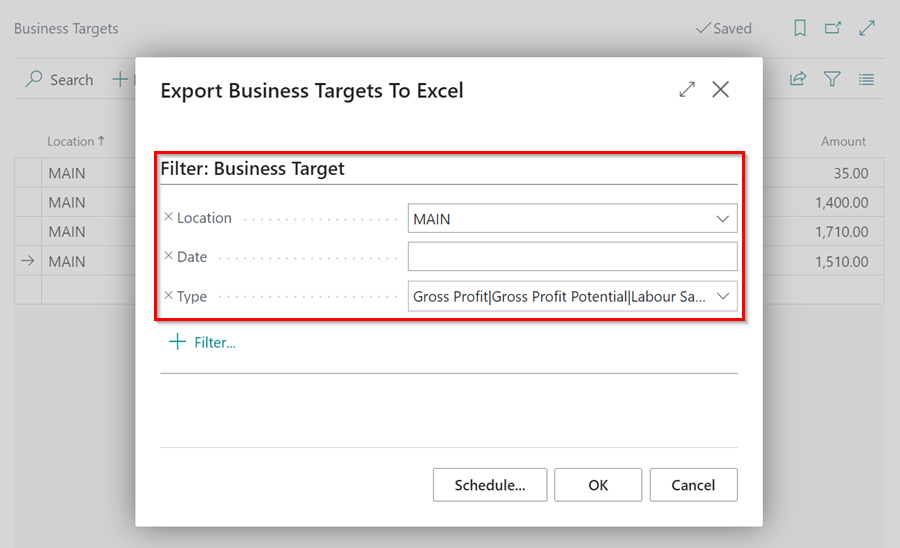 Business Targets
Saved
Search
Export Business Targets To Excel
Location
Amount
Filter: Business Target
MAIN 35.00
MAIN 1,400.00
MAIN 1,710.00
MAIN 1,510.00
Location MAIN
Date
Type Gross Profit|Gross Profit Potential|Labour Sa...
Filter...
Schedule... OK Cancel